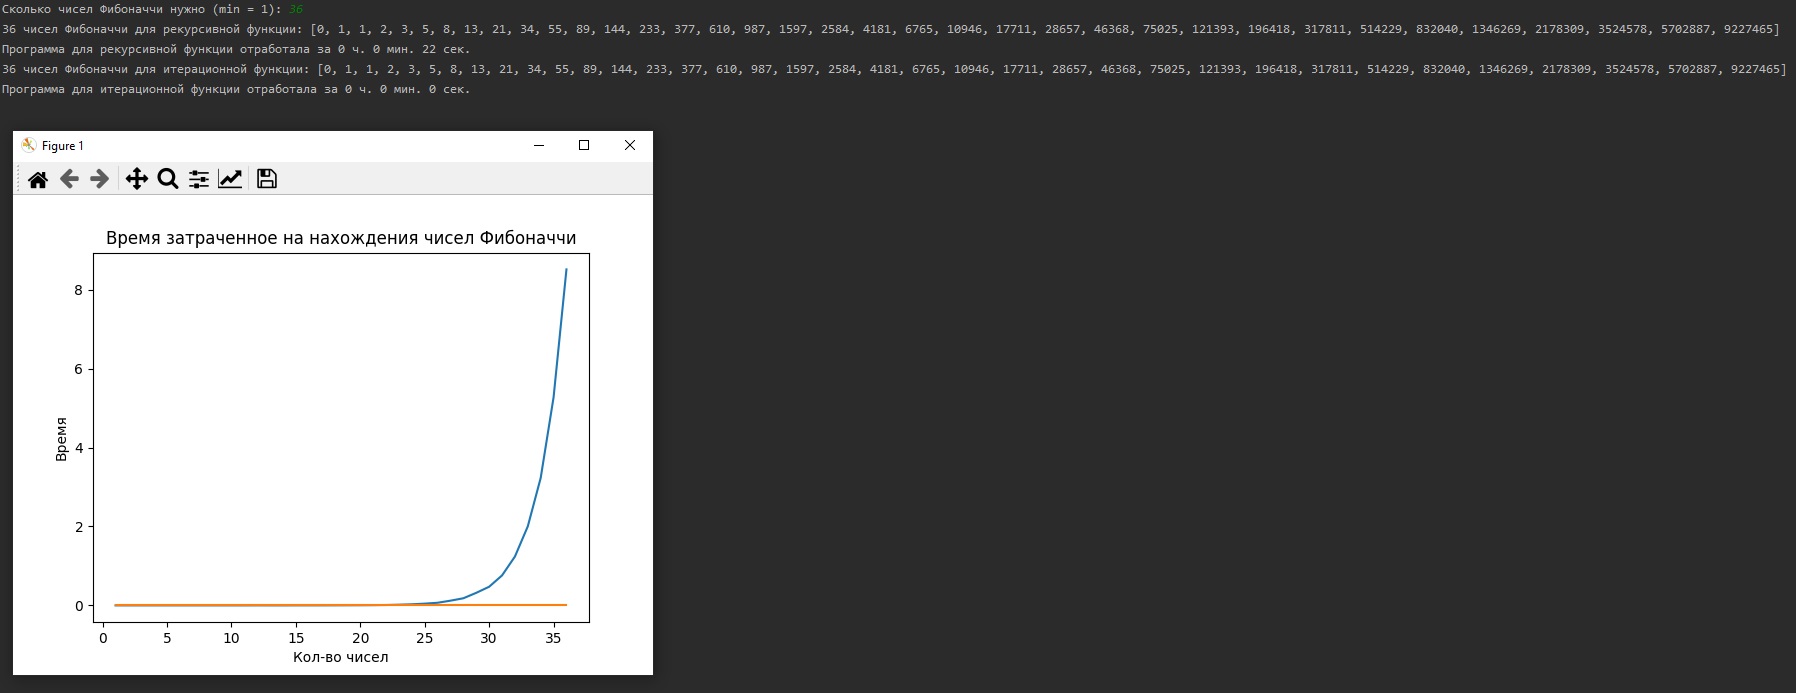 Сколько чисел Фибоначчи нужно (min = 1): 36
36 чисел Фибоначчи для рекурсивной функции: [0, 1, 1, 2, 3, 5, 8, 13, 21, 34, 55, 89, 144, 233, 377, 610, 987, 1597, 2584, 4181, 6765, 10946, 17711, 28657, 46368, 75025, 121393, 196418, 317811, 514229, 832040, 1346269, 2178309, 3524578, 5702887, 9227465]
Программа для рекурсивной функции отработала за 0 ч. 0 мин. 22 сек.
36 чисел Фибоначчи для итерационной функции: [0, 1, 1, 2, 3, 5, 8, 13, 21, 34, 55, 89, 144, 233, 377, 610, 987, 1597, 2584, 4181, 6765, 10946, 17711, 28657, 46368, 75025, 121393, 196418, 317811, 514229, 832040, 1346269, 2178309, 3524578, 5702887, 9227465]
Программа для итерационной функции отработала за 0 ч. 0 мин. 0 сек.
Figure 1
Время затраченное на нахождения чисел Фибоначчи
8
6
4
2
0
Время
0 5 10 15 20 25 30 35
Кол-во чисел